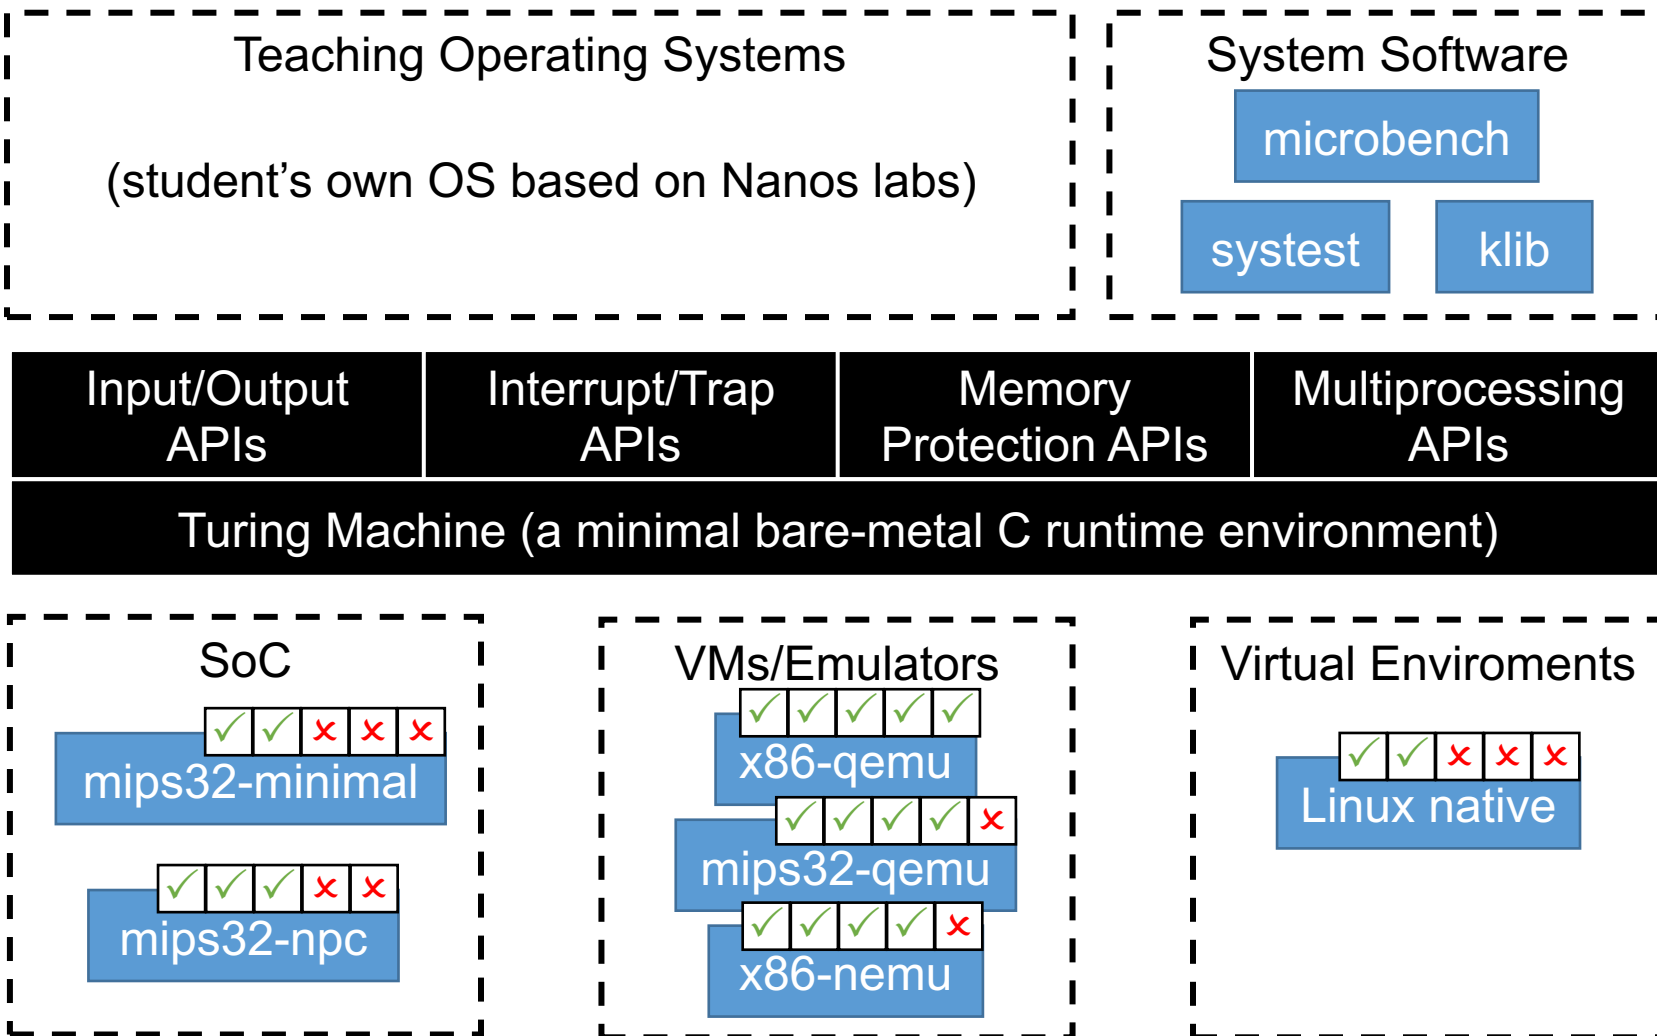 Teaching Operating Systems
(student’s own OS based on Nanos labs)
System Software
microbench
systest
klib
Input/Output
APIs
Interrupt/Trap
APIs
Memory
Protection APIs
Multiprocessing
APIs
Turing Machine (a minimal bare-metal C runtime environment)
SoC
✓ ✓ ✗ ✗ ✗
mips32-minimal
✓ ✓ ✓ ✗ ✗
mips32-npc
VMs/Emulators
✓ ✓ ✓ ✓ ✓
x86-qemu
✓ ✓ ✓ ✓ ✗
mips32-qemu
✓ ✓ ✓ ✓ ✗
x86-nemu
Virtual Enviroments
✓ ✓ ✗ ✗ ✗
Linux native